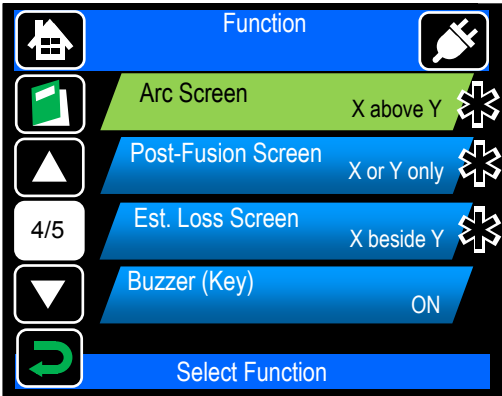 Function
Arc Screen
X above Y
Post-Fusion Screen
X or Y only
4/5
Est. Loss Screen
X beside Y
Buzzer (Key)
ON
Select Function